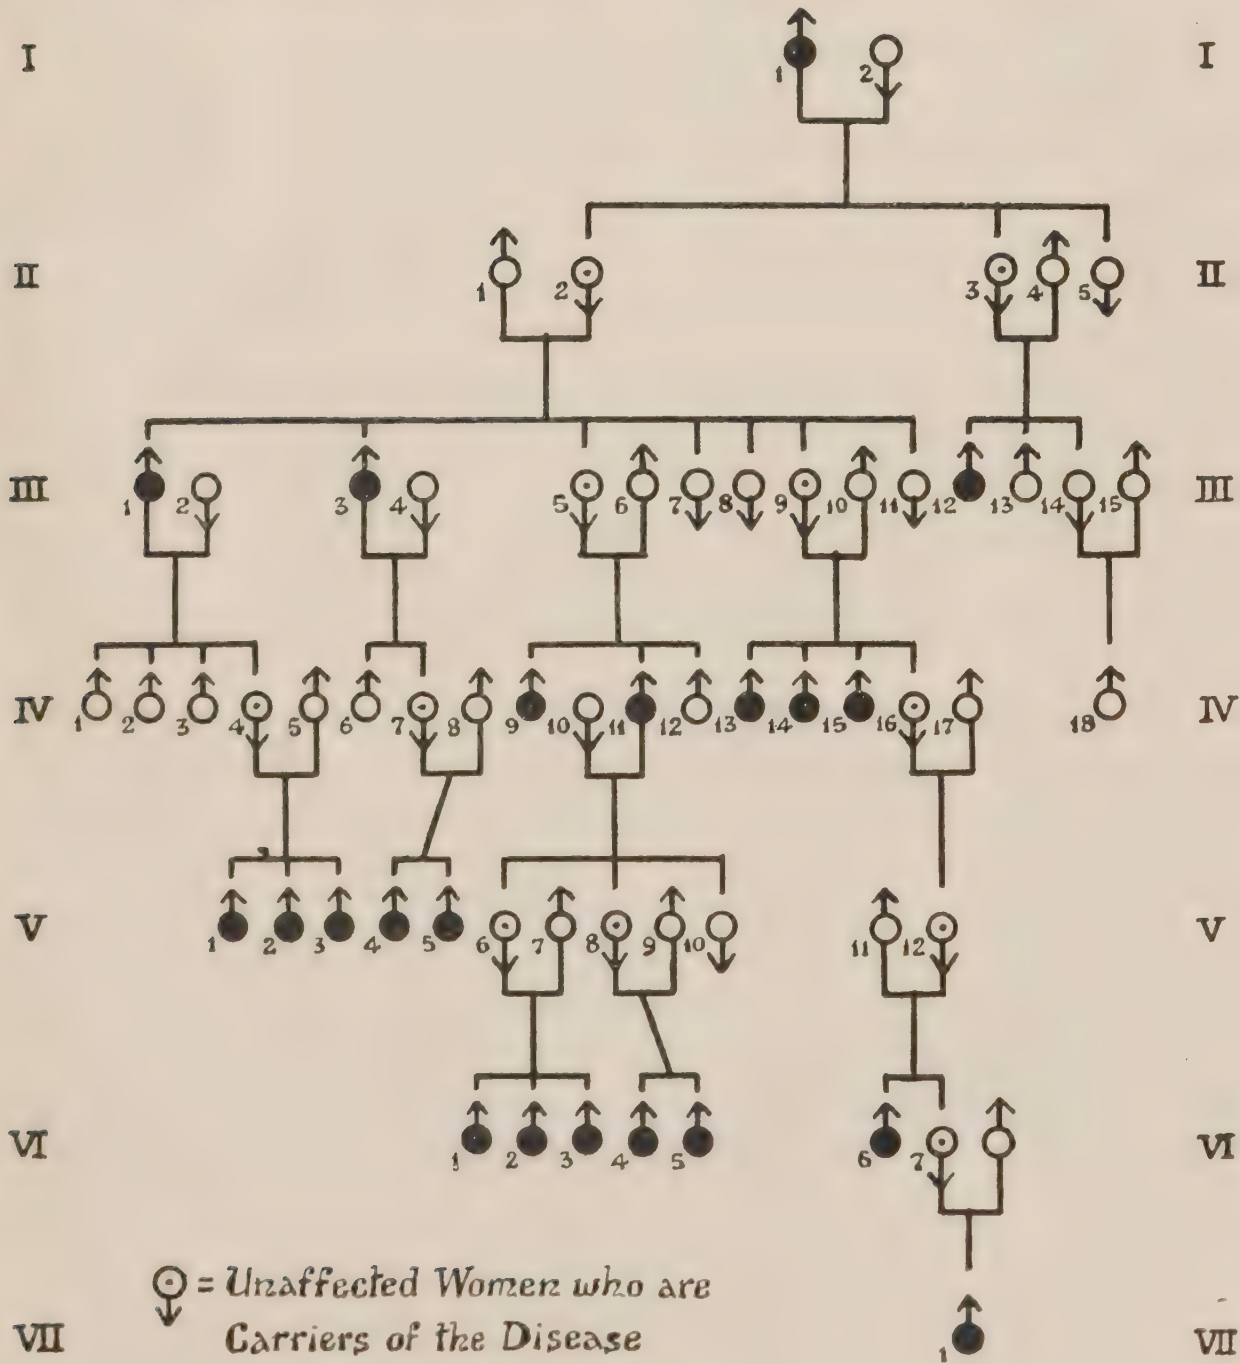 I I
1 2
II II
1 2 3 4 5
III III
1 2 3 4 5 6 7 8 9 10 11 12 13 14 15
IV IV
1 2 3 4 5 6 7 8 9 10 11 12 13 14 15 16 17 18
V V
1 2 3 4 5 6 7 8 9 10 11 12
VI VI
1 2 3 4 5 6 7
= Unaffected Women who are
Carriers of the Disease
VII VII
1